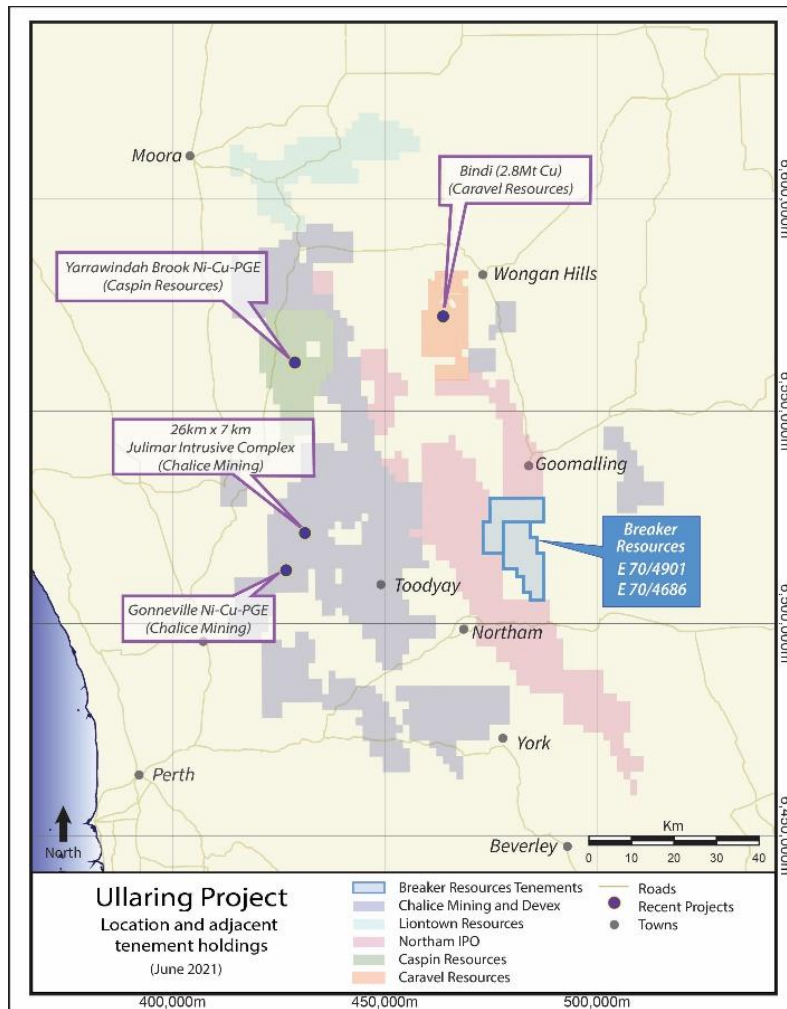 Moora
Bindi (2.8Mt Cu)
(Caravel Resources)
6,600,000m
Yarrawindah Brook Ni-Cu-PGE
(Caspin Resources)
Wongan Hills
6,550,000m
26km x 7 km
Julimar Intrusive Complex
(Chalice Mining)
Goomalling
Breaker
Resources
E 70/4901
E 70/4686
Gonneville Ni-Cu-PGE
(Chalice Mining)
Toodyay
6,500,000m
Northam
York
Perth
6,450,000m
North
Beverley
Km
0 10 20 30 40
Ullaring Project
Location and adjacent
tenement holdings
(June 2021)
Breaker Resources Tenements
Chalice Mining and Devex
Liontown Resources
Northam IPO
Caspin Resources
Caravel Resources
Roads
Recent Projects
Towns
400,000m 450,000m 500,000m